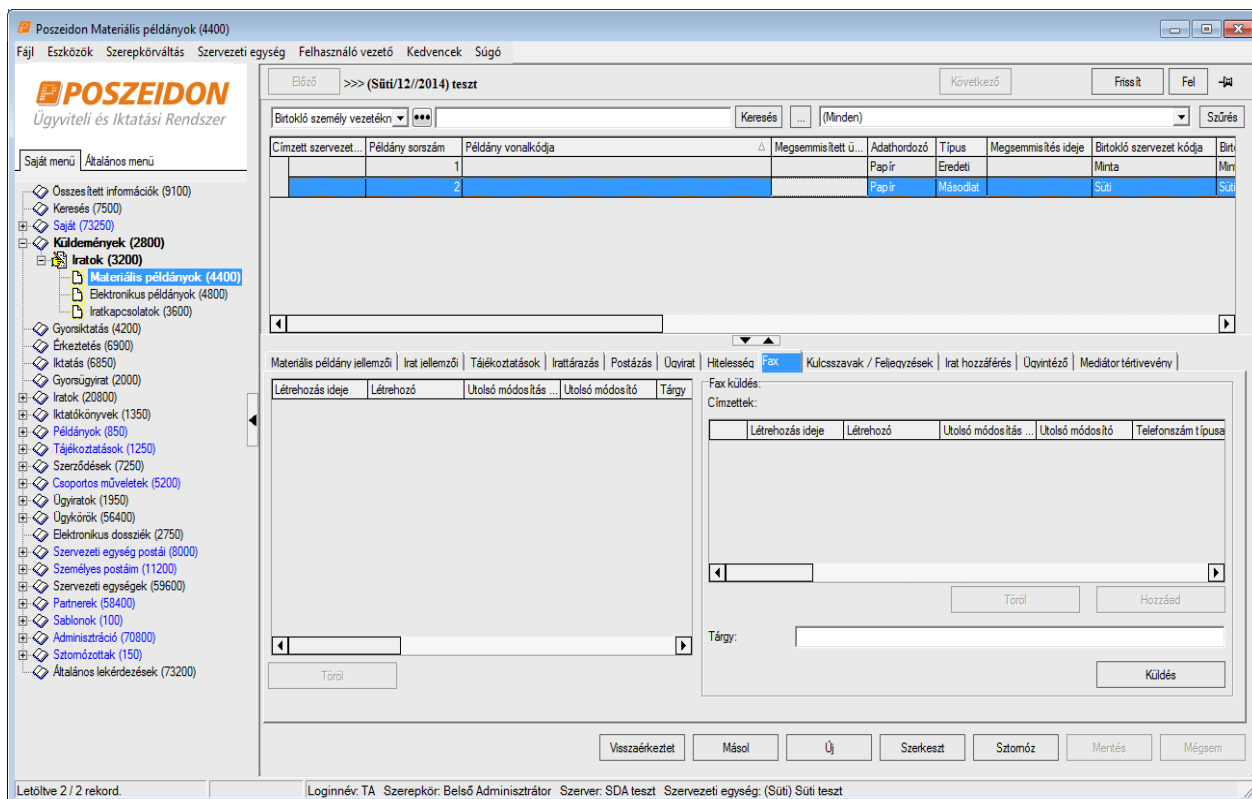 Poszeidon Materiális példányok (4400)
Fájl Eszközök Szerepkörváltás Szervezeti egység Felhasználó vezető Kedvencek Súgó
POSZEIDON
Ügyviteli és Iktatási Rendszer
Saját menü Általános menü
Összesített információk (9100)
Keresés (7500)
Saját (73250)
Küldemények (2800)
Iratok (3200)
Materiális példányok (4400)
Elektronikus példányok (4800)
Iratkapcsolatok (3600)
Gyorsiktatás (4200)
Érkeztetés (6900)
Iktatás (6850)
Gyorsügyirat (2000)
Iratok (20800)
Iktatókönyvek (1350)
Példányok (850)
Tájékoztatások (1250)
Szerződések (7250)
Csoportos műveletek (5200)
Ügyiratok (1950)
Ügykörök (56400)
Elektronikus dossziék (2750)
Szervezeti egység postái (8000)
Személyes postáim (11200)
Szervezeti egységek (59600)
Partnerek (58400)
Sablonok (100)
Adminisztráció (70800)
Sztornózottak (150)
Általános lekérdezések (73200)
Előző >>> (Süti/12//2014) teszt Következő Frissít Fel
Birtokló személy vezetékn ••• Keresés ... (Minden) Szűrés
Címzett szervezet... Példány sorszám Példány vonalkódja Megsemmisített ü... Adathordozó Típus Megsemmisítés ideje Birtokló szervezet kódja Birt
1 Papír Eredeti Minta Min
2 Papír Másodlat Süti Süti
Materiális példány jellemzői Irat jellemzői Tájékoztatások Irattárazás Postázás Ügyirat Hitelesség Fax Kulcsszavak / Feljegyzések Irat hozzáférés Ügyintéző Mediátor tértivevény
Létrehozás ideje Létrehozó Utolsó módosítás ... Utolsó módosító Tárgy
Töröl
Fax küldés:
Címzettek:
Létrehozás ideje Létrehozó Utolsó módosítás ... Utolsó módosító Telefonszám típusa
Töröl Hozzáad
Tárgy:
Küldés
Visszaérkeztet Másol Új Szerkeszt Sztornóz Mentés Mégsem
Letöltve 2 / 2 rekord. Loginnév: TA Szerepkör: Belső Adminisztrátor Szerver: SDA teszt Szervezeti egység: (Süti) Süti teszt